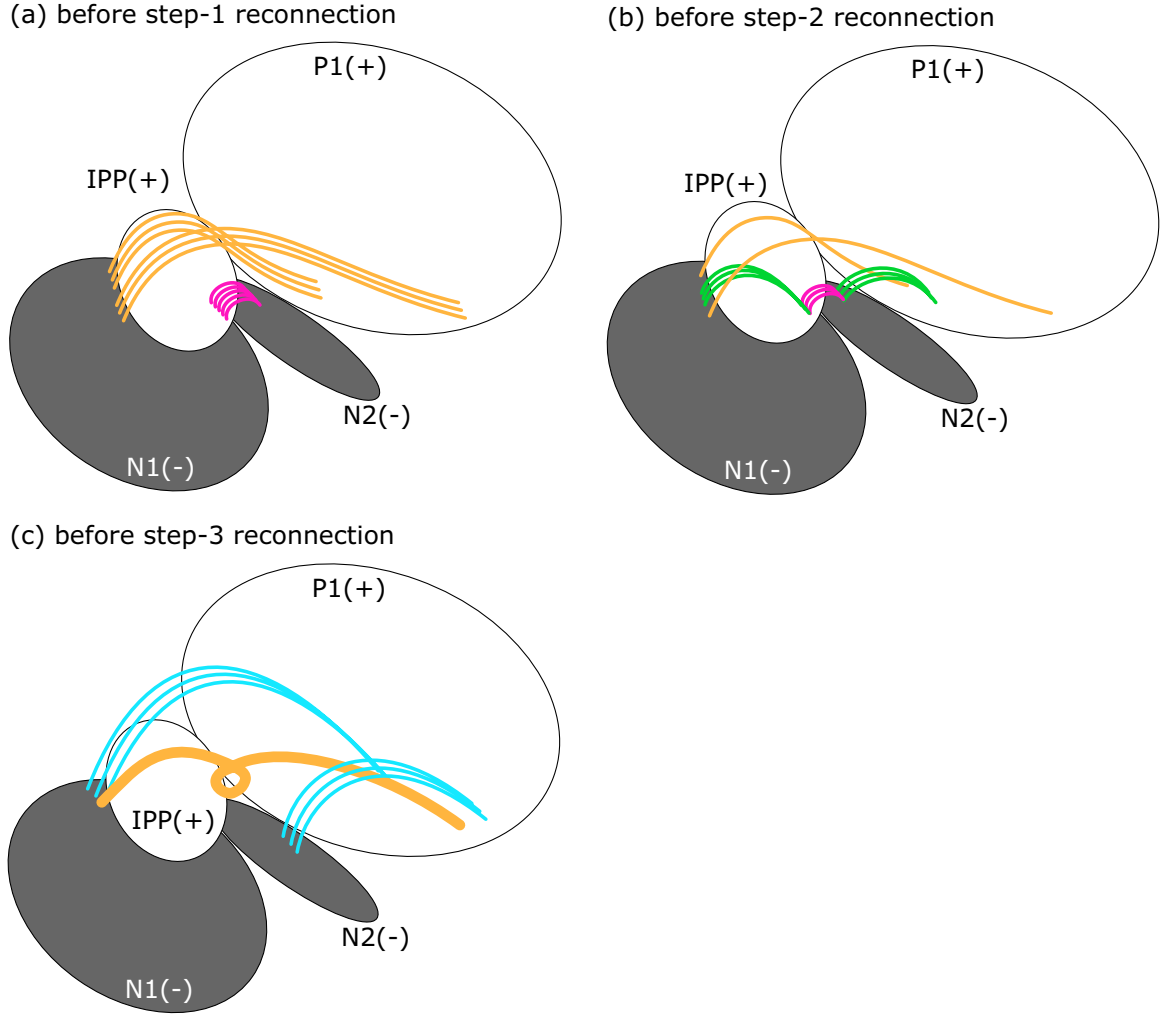 (a) before step-1 reconnection
P1(+)
IPP(+)
N2(-)
N1(-)
(b) before step-2 reconnection
P1(+)
IPP(+)
N2(-)
N1(-)
(c) before step-3 reconnection
P1(+)
IPP(+)
N2(-)
N1(-)